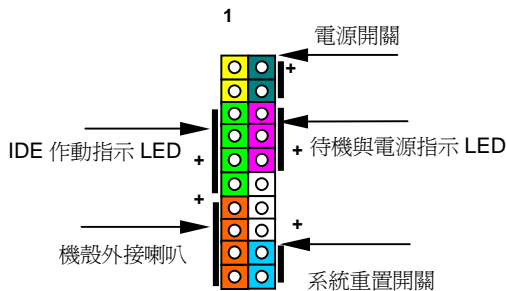 1
電源開關
+
IDE 作動指示 LED
+
+ 待機與電源指示 LED
+
+
機殼外接喇叭
系統重置開關